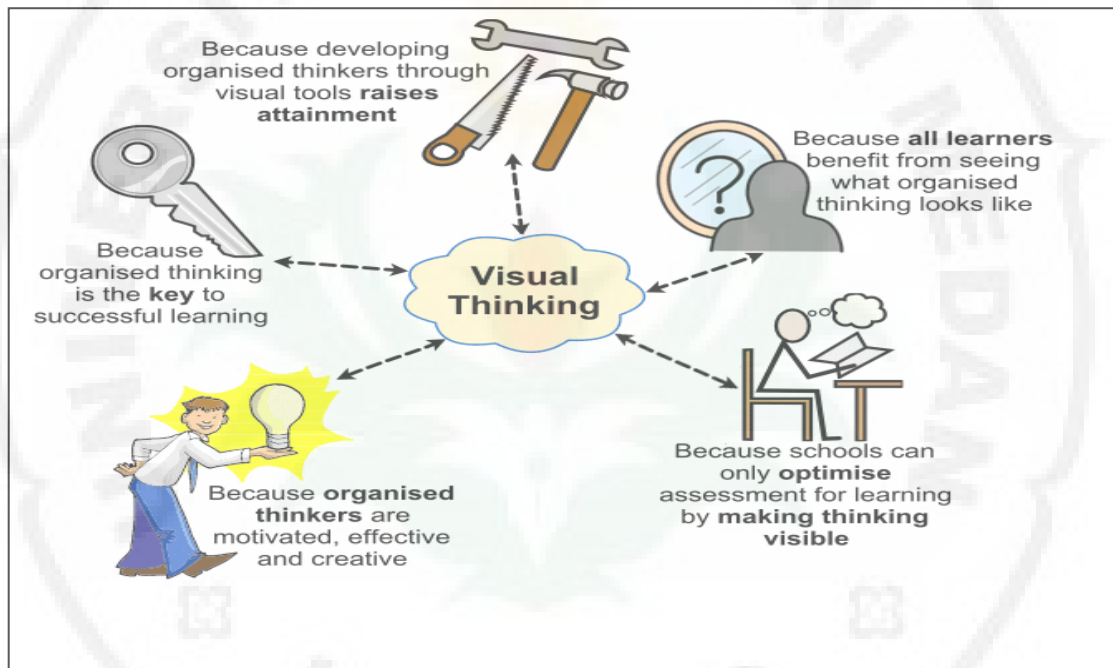 Because developing
organised thinkers through
visual tools raises
attainment
Because all learners
benefit from seeing
what organised
thinking looks like
Because
organised thinking
is the key to
successful learning
Visual
Thinking
?
Because organised
thinkers are
motivated, effective
and creative
Because schools can
only optimise
assessment for learning
by making thinking
visible